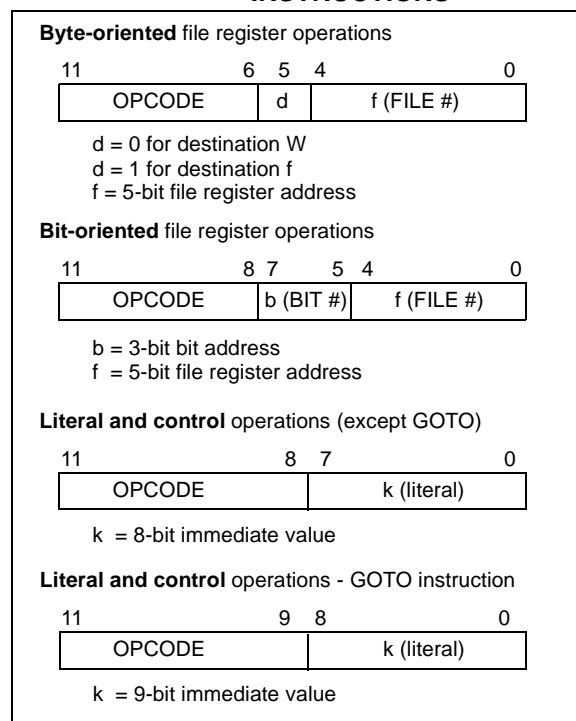 Byte-oriented file register operations
11 6 5 4 0
OPCODE d f (FILE #)
d = 0 for destination W
d = 1 for destination f
f = 5-bit file register address
Bit-oriented file register operations
11 8 7 5 4 0
OPCODE b (BIT #) f (FILE #)
b = 3-bit bit address
f = 5-bit file register address
Literal and control operations (except GOTO)
11 8 7 0
OPCODE k (literal)
k = 8-bit immediate value
Literal and control operations - GOTO instruction
11 9 8 0
OPCODE k (literal)
k = 9-bit immediate value